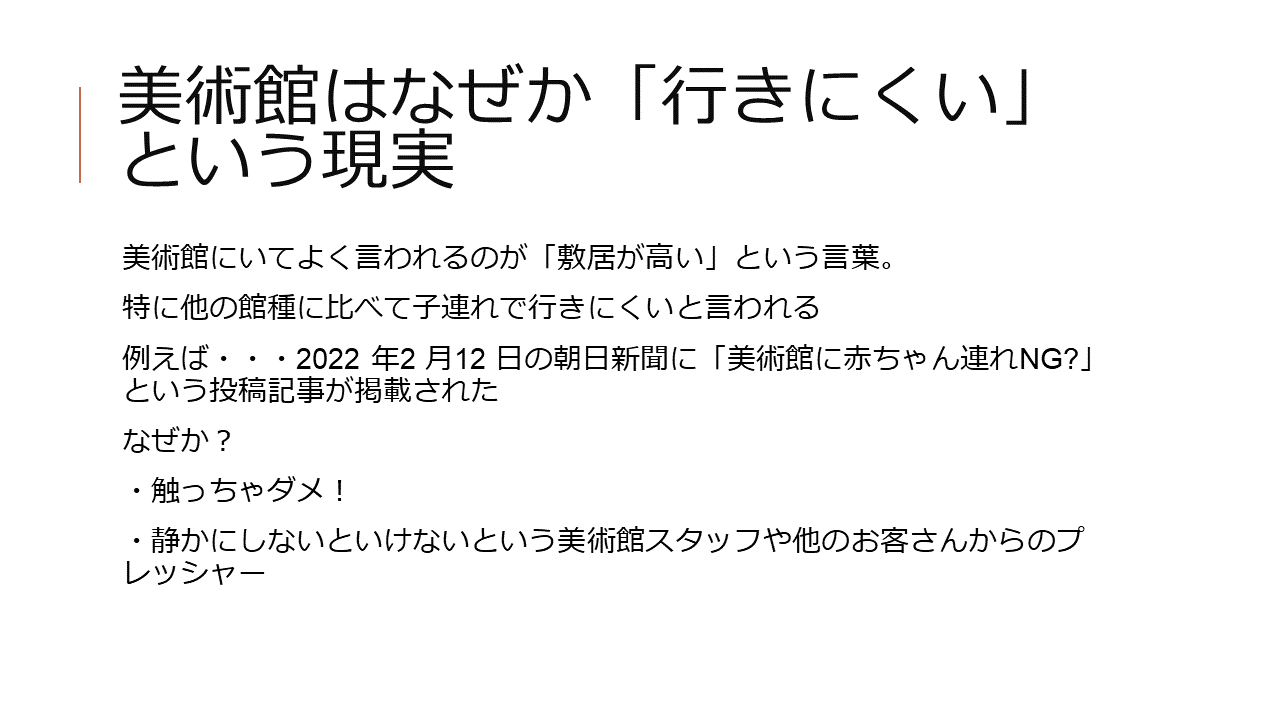 美術館はなぜか「行きにくい」
という現実
美術館にいてよく言われるのが「敷居が高い」という言葉。
特に他の館種に比べて子連れで行きにくいと言われる
例えば・・・2022 年2 月12 日の朝日新聞に「美術館に赤ちゃん連れNG?」
という投稿記事が掲載された
なぜか？
・触っちゃダメ！
・静かにしないといけないという美術館スタッフや他のお客さんからのプ
レッシャー